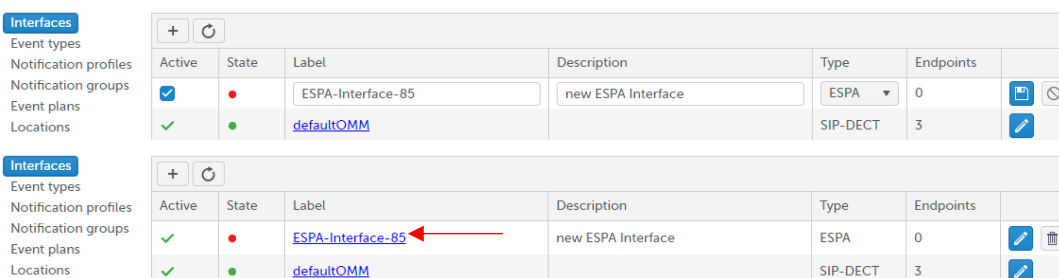 Interfaces
Event types
Notification profiles
Notification groups
Event plans
Locations
+
Active State Label Description Type Endpoints
ESPA-Interface-85 new ESPA Interface ESPA 0
defaultOMM SIP-DECT 3
Interfaces
Event types
Notification profiles
Notification groups
Event plans
Locations
+
Active State Label Description Type Endpoints
ESPA-Interface-85 new ESPA Interface ESPA 0
defaultOMM SIP-DECT 3